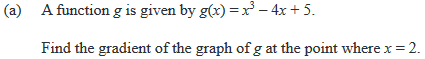 (a) A function g is given by g(x) = x³ – 4x + 5.
Find the gradient of the graph of g at the point where x = 2.